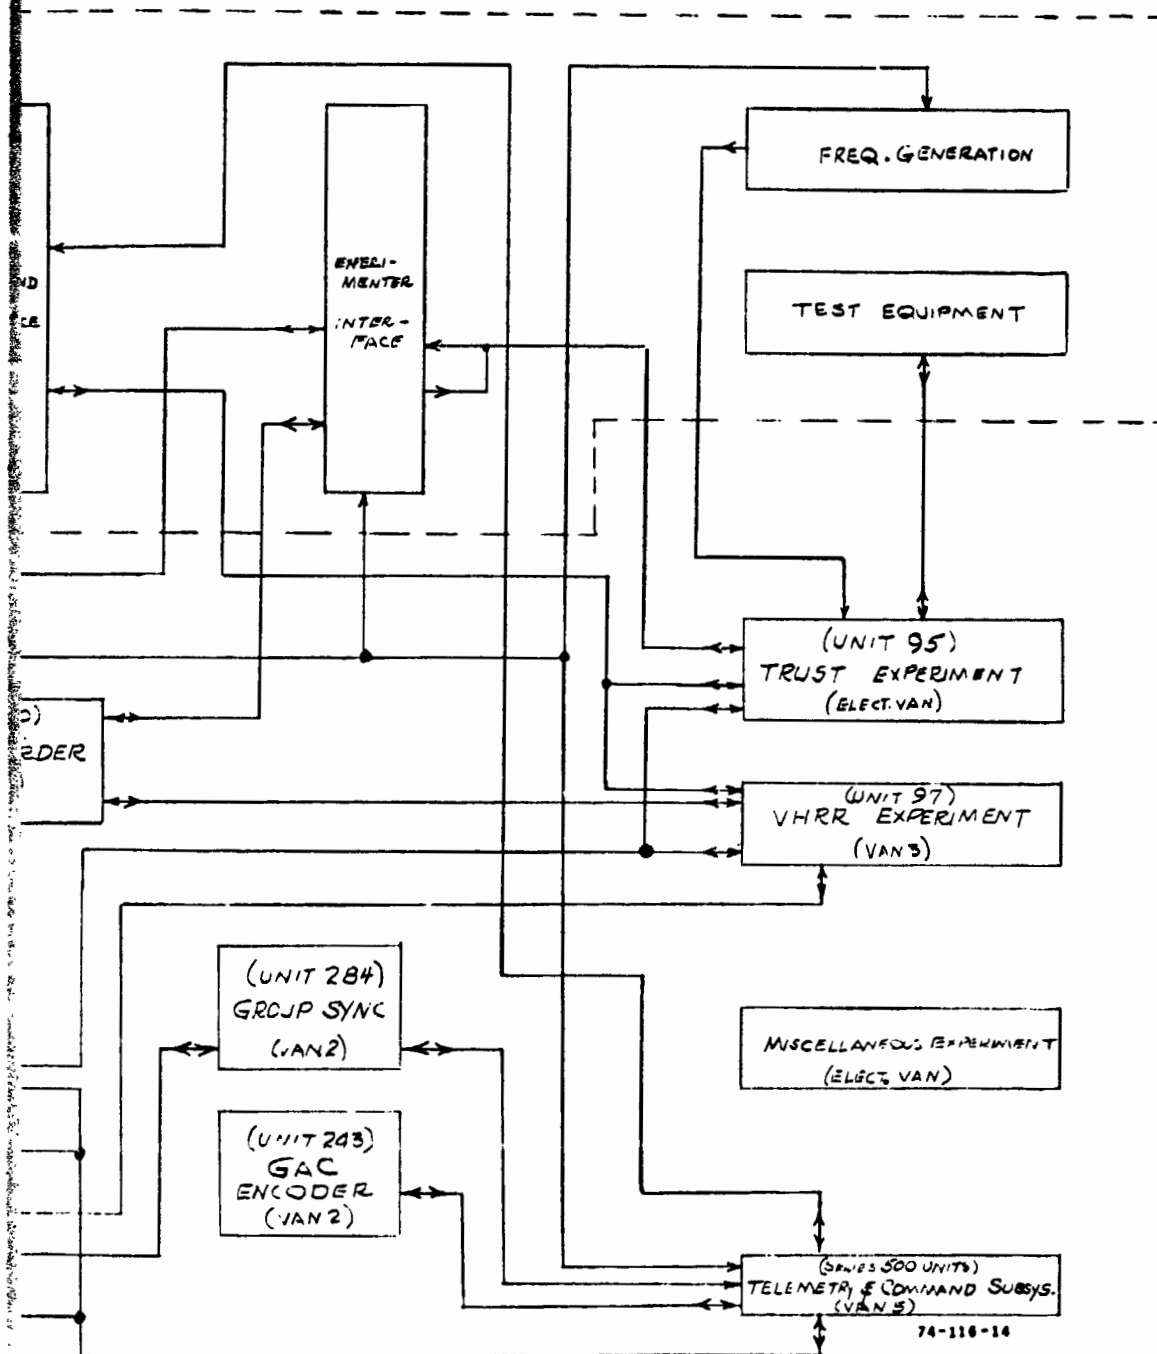 FREQ. GENERATION
EXERI-
MENTER
INTER-
FACE
TEST EQUIPMENT
(UNIT 95)
TRUST EXPERIMENT
(ELECT. VAN)
(UNIT 97)
VHRR EXPERIMENT
(VAN 3)
RDER
(UNIT 284)
GROUP SYNC
(VAN 2)
MISCELLANEOUS EXPERIMENT
(ELECT. VAN)
(UNIT 243)
GAC
ENCODER
(VAN 2)
(SERIES 500 UNITS)
TELEMETRY & COMMAND SUBSYS.
(VAN 5)
74-116-14